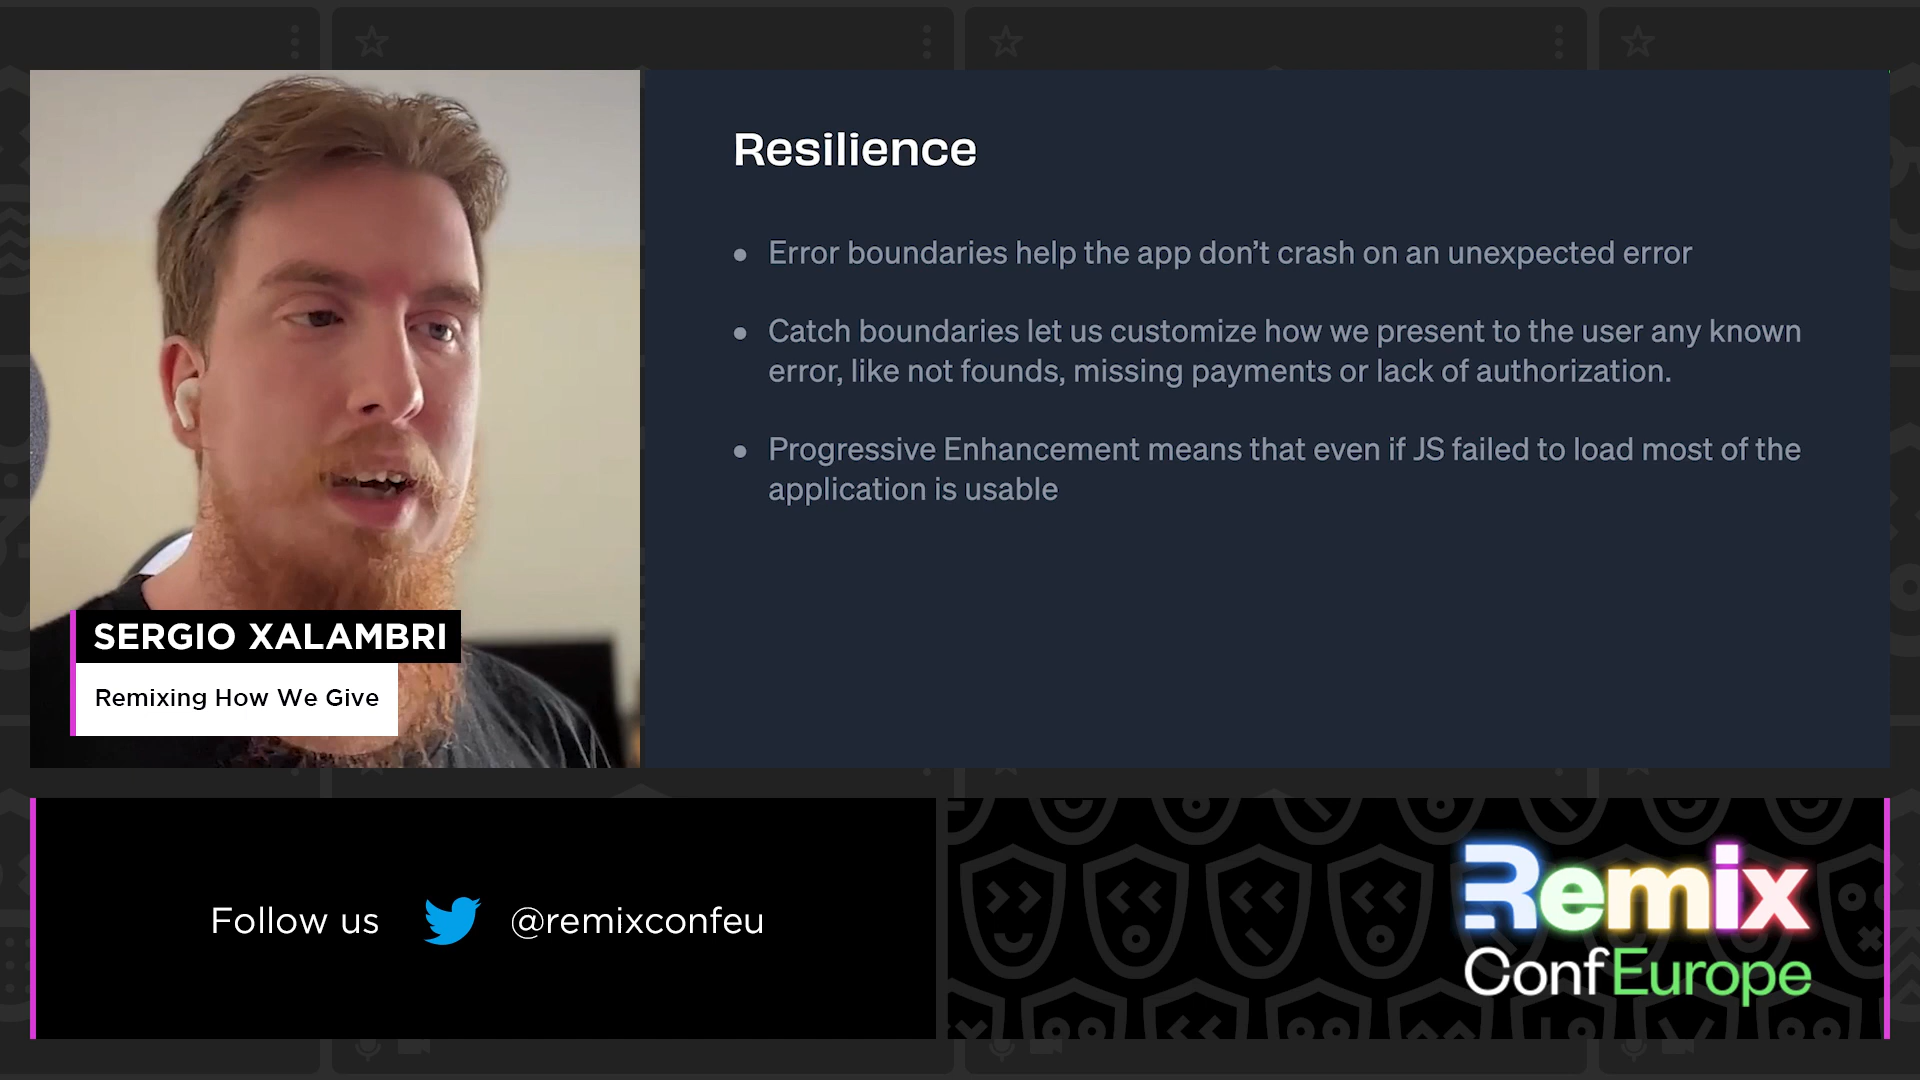 Resilience
• Error boundaries help the app don’t crash on an unexpected error
• Catch boundaries let us customize how we present to the user any known
error, like not founds, missing payments or lack of authorization.
• Progressive Enhancement means that even if JS failed to load most of the
application is usable
SERGIO XALAMBRI
Remixing How We Give
Follow us @remixconfeu
Remix
Conf Europe